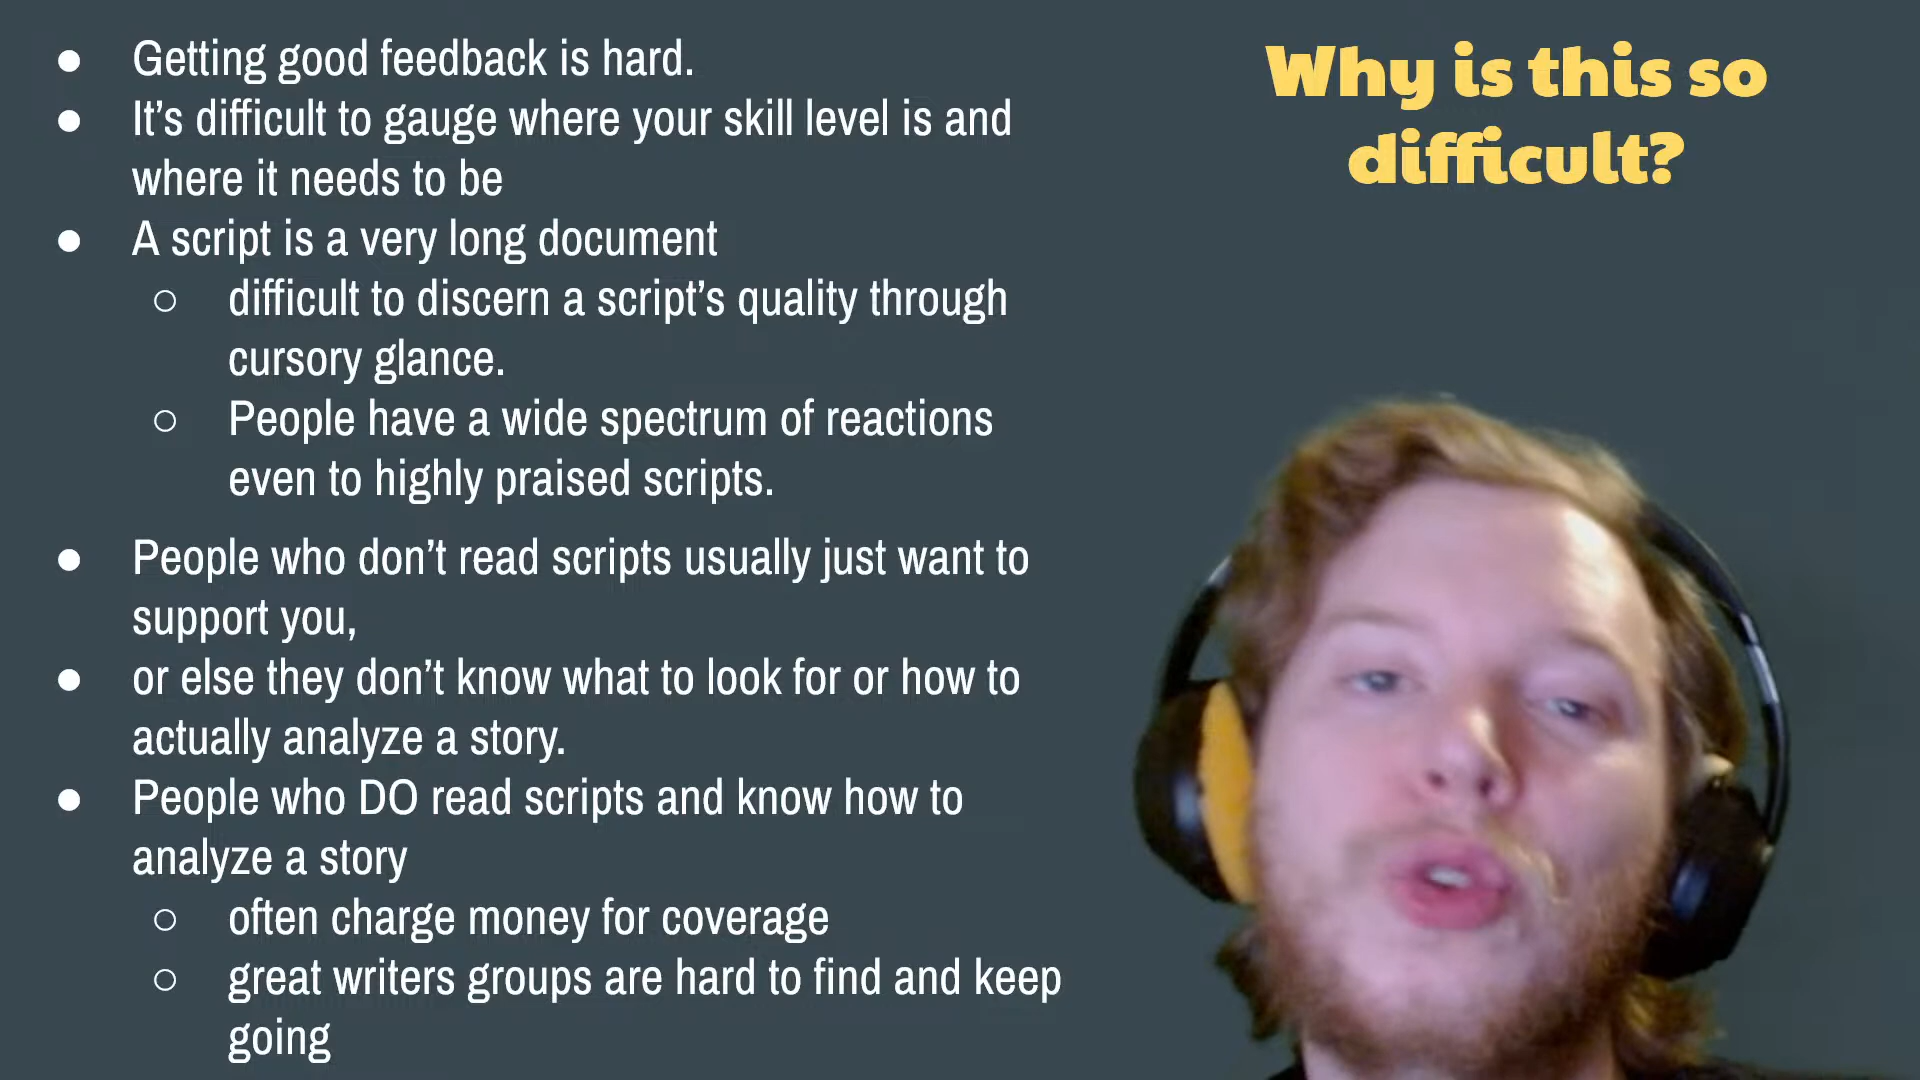 Why is this so
difficult?
● Getting good feedback is hard.
● It’s difficult to gauge where your skill level is and
where it needs to be
● A script is a very long document
○ difficult to discern a script’s quality through
cursory glance.
○ People have a wide spectrum of reactions
even to highly praised scripts.
● People who don’t read scripts usually just want to
support you,
● or else they don’t know what to look for or how to
actually analyze a story.
● People who DO read scripts and know how to
analyze a story
○ often charge money for coverage
○ great writers groups are hard to find and keep
going